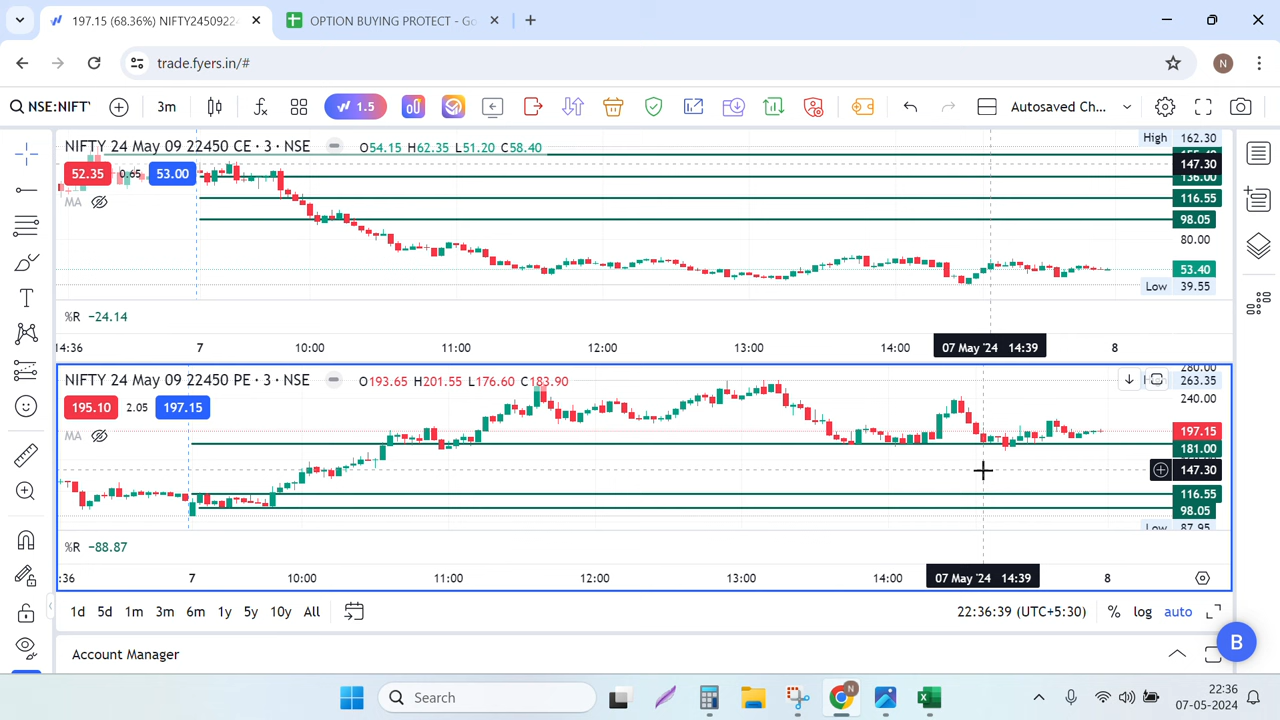 197.15 (68.36%) NIFTY2450922
OPTION BUYING PROTECT - Go
trade.fyers.in/#
N
NSE:NIFTY
3m
1.5
Autosaved Ch...
NIFTY 24 May 09 22450 CE · 3 · NSE
O54.15 H62.35 L51.20 C58.40
52.35 0.65 53.00
MA
High 162.30
147.30
136.00
116.55
98.05
80.00
53.40
Low 39.55
%R -24.14
14:36 7 10:00 11:00 12:00 13:00 14:00 07 May '24 14:39 8
NIFTY 24 May 09 22450 PE · 3 · NSE
O193.65 H201.55 L176.60 C183.90
195.10 2.05 197.15
MA
280.00
263.35
240.00
197.15
181.00
147.30
116.55
98.05
Low 87.95
%R -88.87
:36 7 10:00 11:00 12:00 13:00 14:00 07 May '24 14:39 8
1d 5d 1m 3m 6m 1y 5y 10y All
22:36:39 (UTC+5:30) % log auto
B
Account Manager
Search
N
22:36
07-05-2024